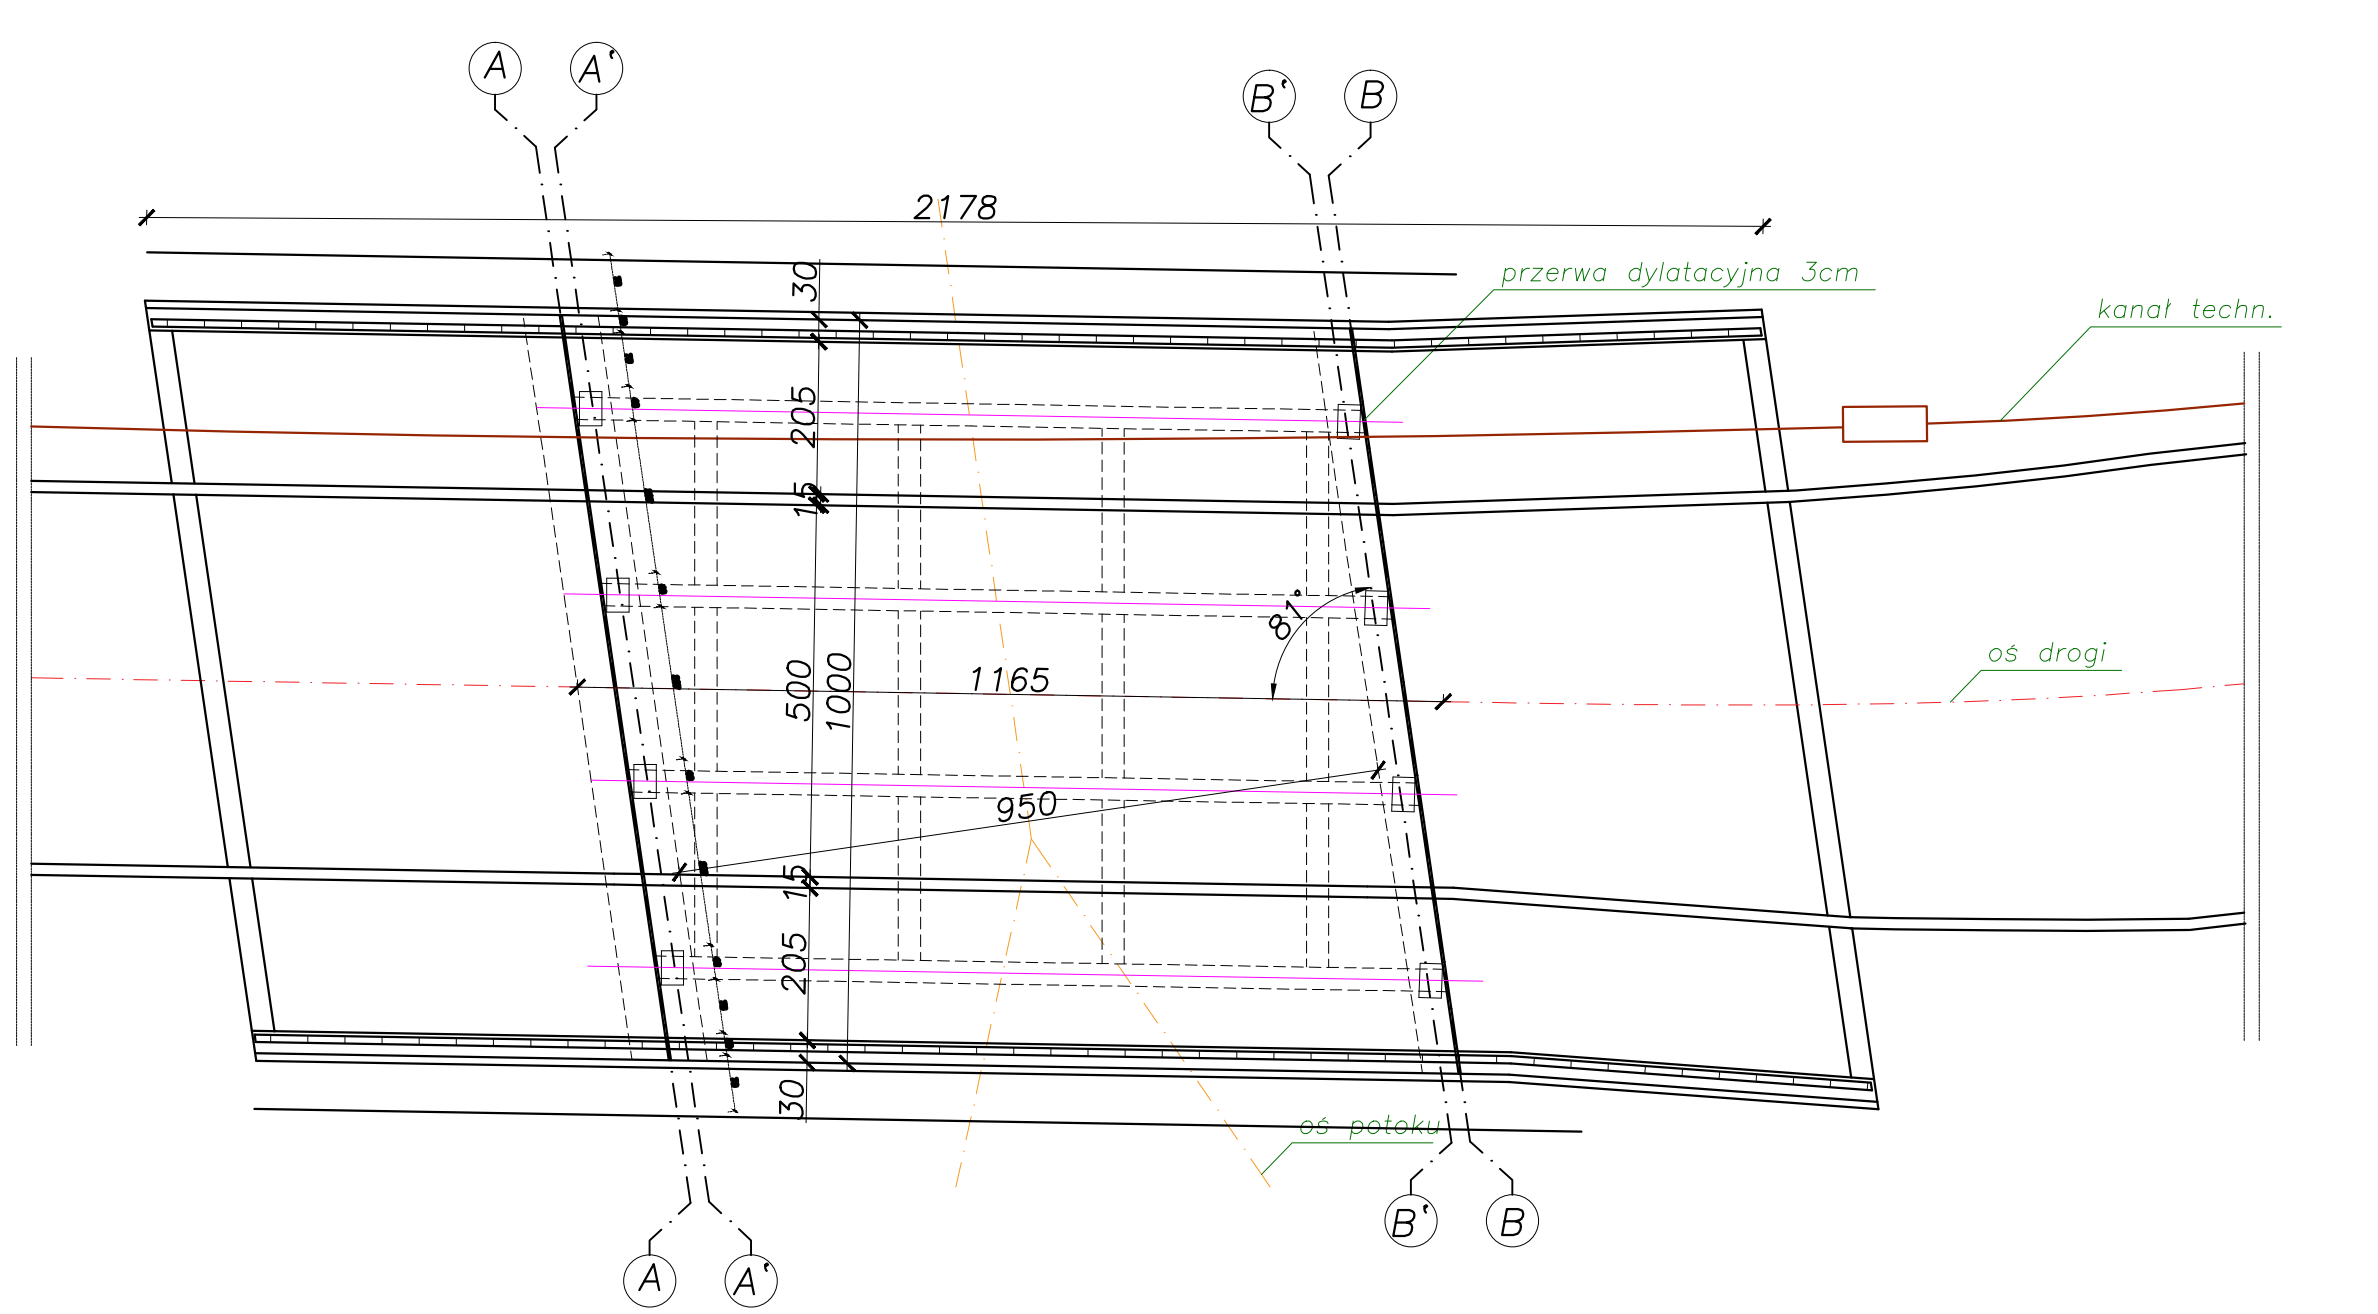 A A'
B' B
2178
30
przerwa dylatacyjna 3cm
kanał techn.
205
15
81°
oś drogi
500
1000
1165
950
15
205
30
oś potoku
B' B
A A'